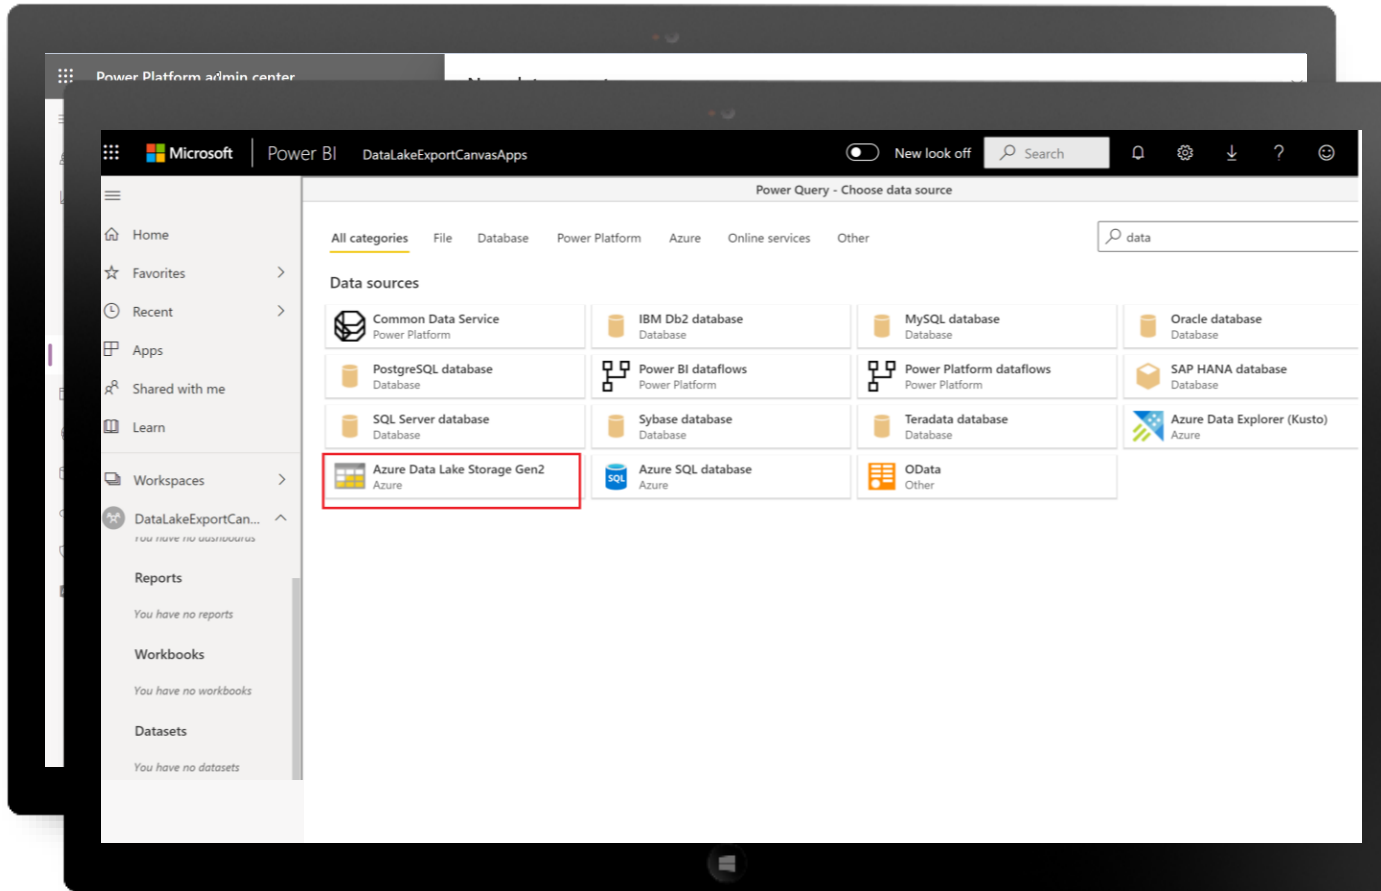 Power Platform admin center
Microsoft
Power BI
DataLakeExportCanvasApps
New look off
Search
Power Query - Choose data source
Home
Favorites
Recent
Apps
Shared with me
Learn
Workspaces
DataLakeExportCan...
You have no dashboards
Reports
You have no reports
Workbooks
You have no workbooks
Datasets
You have no datasets
All categories
File
Database
Power Platform
Azure
Online services
Other
data
Data sources
Common Data Service
Power Platform
IBM Db2 database
Database
MySQL database
Database
Oracle database
Database
PostgreSQL database
Database
Power BI dataflows
Power Platform
Power Platform dataflows
Power Platform
SAP HANA database
Database
SQL Server database
Database
Sybase database
Database
Teradata database
Database
Azure Data Explorer (Kusto)
Azure
Azure Data Lake Storage Gen2
Azure
SQL
Azure SQL database
Azure
OData
Other